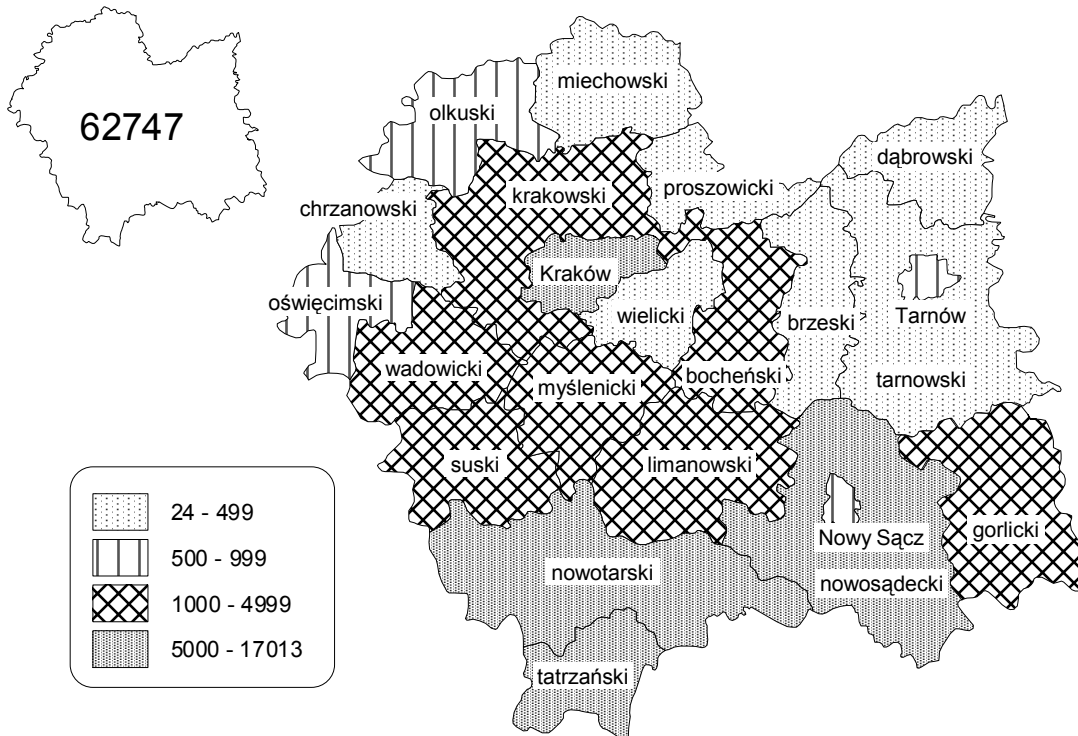 62747
miechowski
olkuski
dąbrowski
krakowski
proszowicki
chrzanowski
Kraków
oświęcimski
wielicki
brzeski
Tarnów
wadowicki
myślenicki
bocheński
tarnowski
suski
limanowski
Nowy Sącz
gorlicki
nowotarski
nowosądecki
tatrzański
24 - 499
500 - 999
1000 - 4999
5000 - 17013